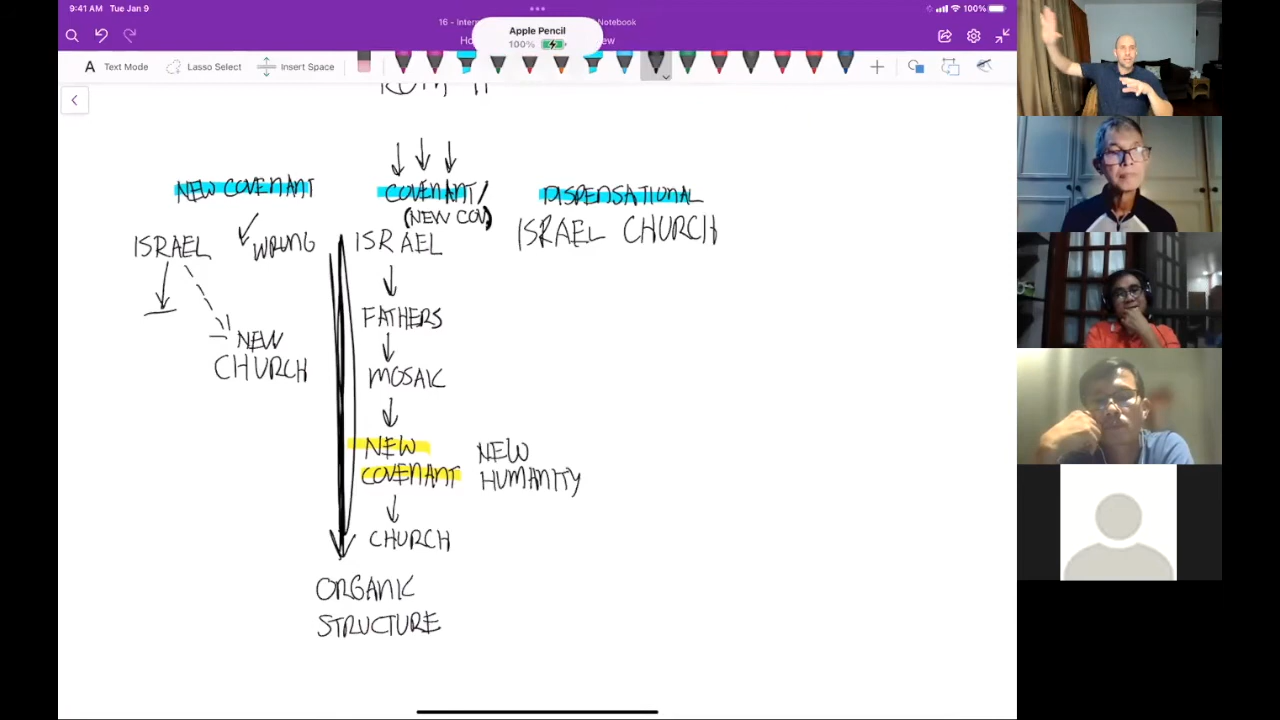 9:41 AM Tue Jan 9
100%
Notebook
Apple Pencil
100%
Text Mode
Lasso Select
Insert Space
NEW COVENANT
COVENANT/
(NEW COV)
DISPENSATIONAL
ISRAEL
WRONG
ISRAEL
ISRAEL CHURCH
FATHERS
NEW
CHURCH
MOSAIC
NEW
COVENANT
NEW
HUMANITY
CHURCH
ORGANIC
STRUCTURE